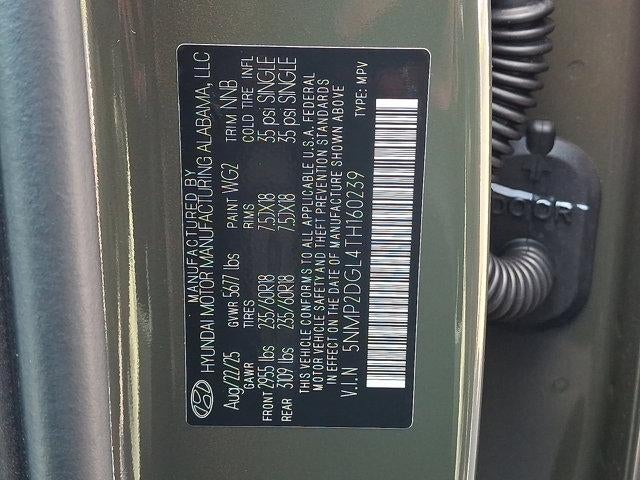 MANUFACTURED BY
HYUNDAI MOTOR MANUFACTURING ALABAMA, LLC
Aug/22/25 GVWR 5677 lbs PAINT WG2 TRIM NNB
GAWR TIRES RIMS COLD TIRE INFL
FRONT 2955 lbs 235/60R18 7.5JX18 35 psi SINGLE
REAR 3109 lbs 235/60R18 7.5JX18 35 psi SINGLE
THIS VEHICLE CONFORMS TO ALL APPLICABLE U.S.A. FEDERAL
MOTOR VEHICLE SAFETY AND THEFT PREVENTION STANDARDS
IN EFFECT ON THE DATE OF MANUFACTURE SHOWN ABOVE
V.I.N 5NMP2DGL4TH160239 TYPE: MPV
DOOR